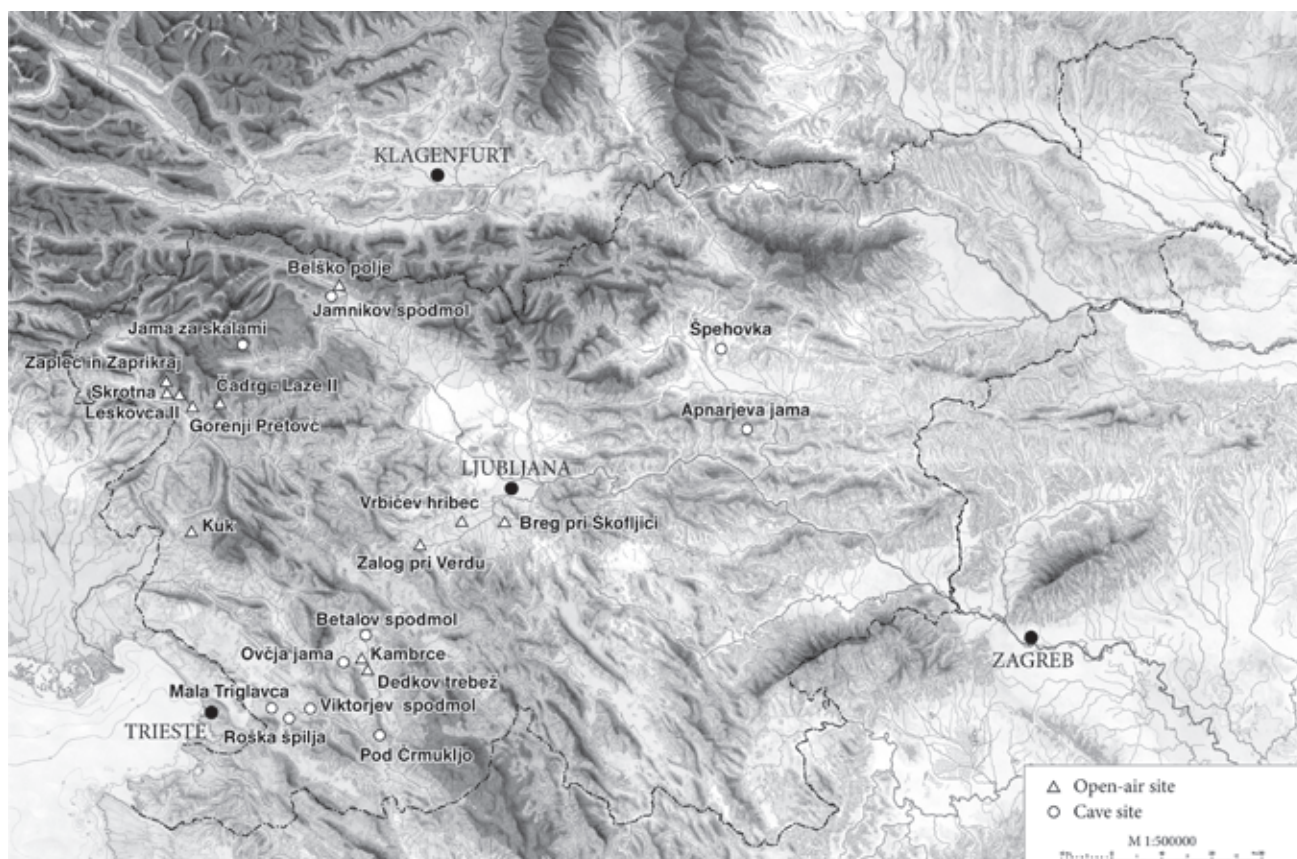 KLAGENFURT
Belško polje
Jamnikov spodmol
Jama za skalami
Špehovka
Zaplec in Zaprikraj
Skrotna
Čadrg - Laze II
Leskovca II
Gorenji Pretovč
Apnarjeva jama
LJUBLJANA
Vrbičev hribec
Breg pri Škofljici
Kuk
Zalog pri Verdu
Betalov spodmol
Ovčja jama
Kambrce
Dedkov trebež
ZAGREB
Mala Triglavca
Viktorjev spodmol
TRIESTE
Roška špilja
Pod Črmukljo
Open-air site
Cave site
M 1:500000